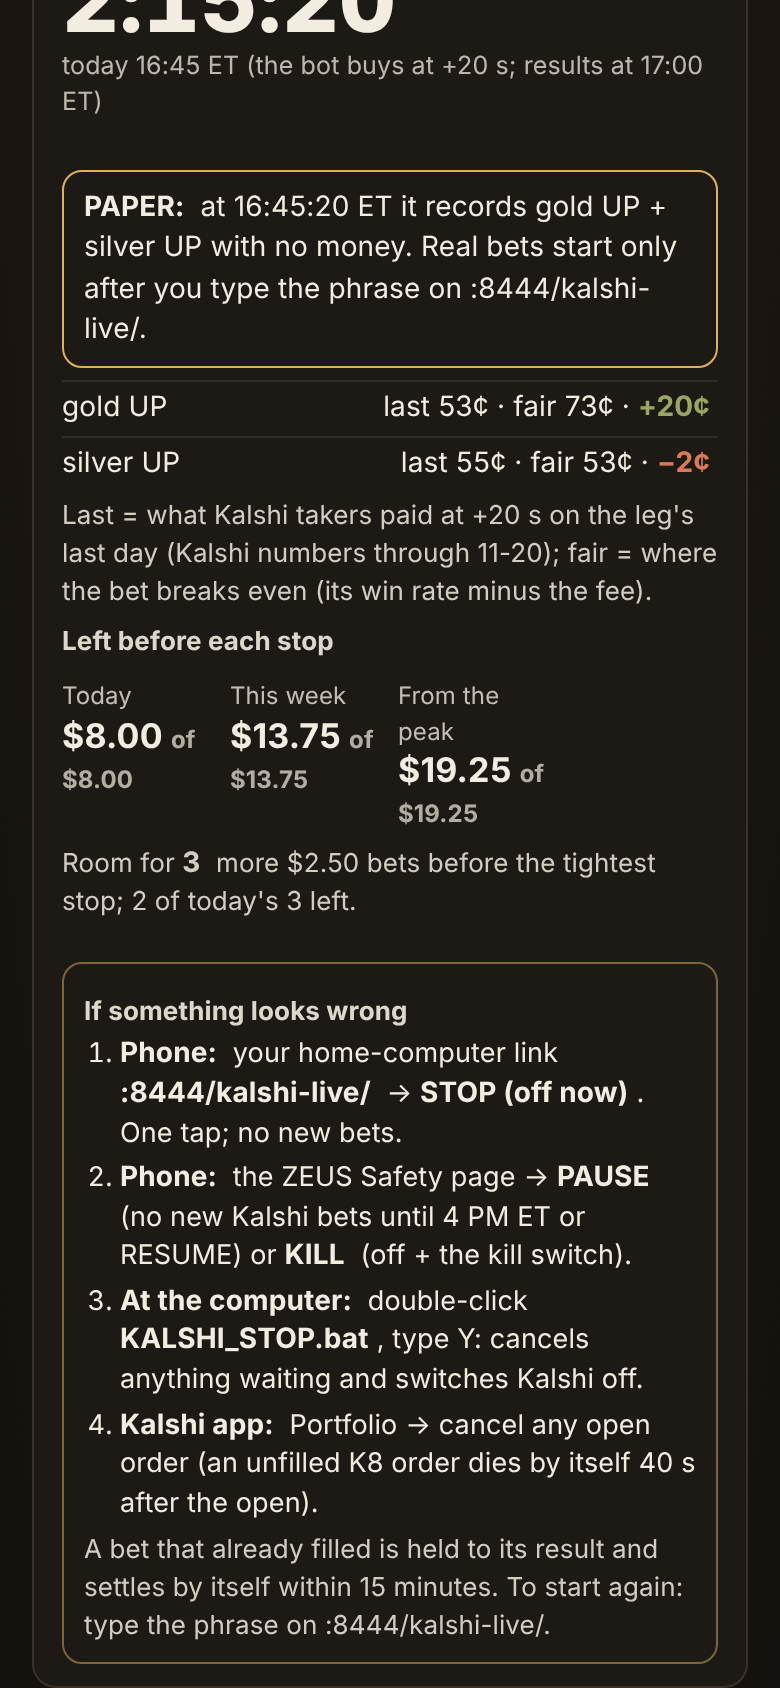 2:15:20
today 16:45 ET (the bot buys at +20 s; results at 17:00
ET)
PAPER: at 16:45:20 ET it records gold UP +
silver UP with no money. Real bets start only
after you type the phrase on :8444/kalshi-
live/.
gold UP last 53¢ · fair 73¢ · +20¢
silver UP last 55¢ · fair 53¢ · −2¢
Last = what Kalshi takers paid at +20 s on the leg's
last day (Kalshi numbers through 11-20); fair = where
the bet breaks even (its win rate minus the fee).
Left before each stop
Today
$8.00 of
$8.00
This week
$13.75 of
$13.75
From the
peak
$19.25 of
$19.25
Room for 3 more $2.50 bets before the tightest
stop; 2 of today's 3 left.
If something looks wrong
1. Phone: your home-computer link
:8444/kalshi-live/ → STOP (off now) .
One tap; no new bets.
2. Phone: the ZEUS Safety page → PAUSE
(no new Kalshi bets until 4 PM ET or
RESUME) or KILL (off + the kill switch).
3. At the computer: double-click
KALSHI_STOP.bat , type Y: cancels
anything waiting and switches Kalshi off.
4. Kalshi app: Portfolio → cancel any open
order (an unfilled K8 order dies by itself 40 s
after the open).
A bet that already filled is held to its result and
settles by itself within 15 minutes. To start again:
type the phrase on :8444/kalshi-live/.